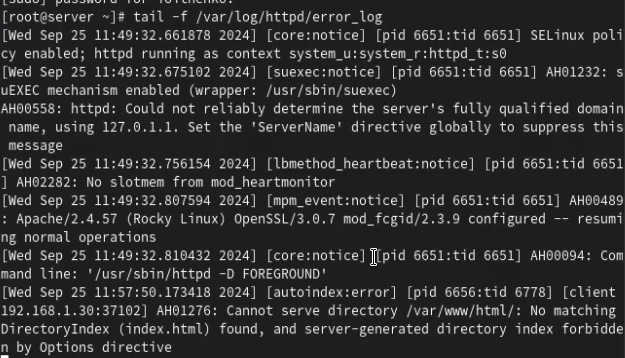 [sudo] password for yofthenko:
[root@server ~]# tail -f /var/log/httpd/error_log
[Wed Sep 25 11:49:32.661878 2024] [core:notice] [pid 6651:tid 6651] SELinux poli
cy enabled; httpd running as context system_u:system_r:httpd_t:s0
[Wed Sep 25 11:49:32.675102 2024] [suexec:notice] [pid 6651:tid 6651] AH01232: s
uEXEC mechanism enabled (wrapper: /usr/sbin/suexec)
AH00558: httpd: Could not reliably determine the server's fully qualified domain
 name, using 127.0.1.1. Set the 'ServerName' directive globally to suppress this
 message
[Wed Sep 25 11:49:32.756154 2024] [lbmethod_heartbeat:notice] [pid 6651:tid 6651
] AH02282: No slotmem from mod_heartmonitor
[Wed Sep 25 11:49:32.807594 2024] [mpm_event:notice] [pid 6651:tid 6651] AH00489
: Apache/2.4.57 (Rocky Linux) OpenSSL/3.0.7 mod_fcgid/2.3.9 configured -- resumi
ng normal operations
[Wed Sep 25 11:49:32.810432 2024] [core:notice] [pid 6651:tid 6651] AH00094: Com
mand line: '/usr/sbin/httpd -D FOREGROUND'
[Wed Sep 25 11:57:50.173418 2024] [autoindex:error] [pid 6656:tid 6778] [client 
192.168.1.30:37102] AH01276: Cannot serve directory /var/www/html/: No matching 
DirectoryIndex (index.html) found, and server-generated directory index forbidde
n by Options directive